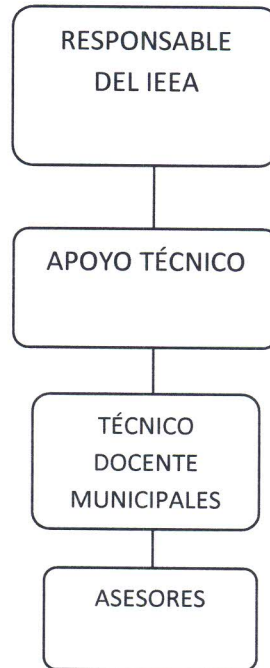 RESPONSABLE
DEL IEEA
APOYO TÉCNICO
TÉCNICO
DOCENTE
MUNICIPALES
ASESORES